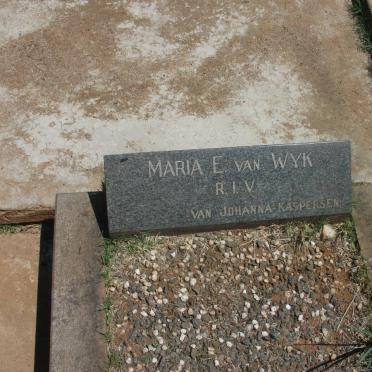 MARIA E. VAN WYK
R.I.V.
VAN JOHANNA KASPERSEN